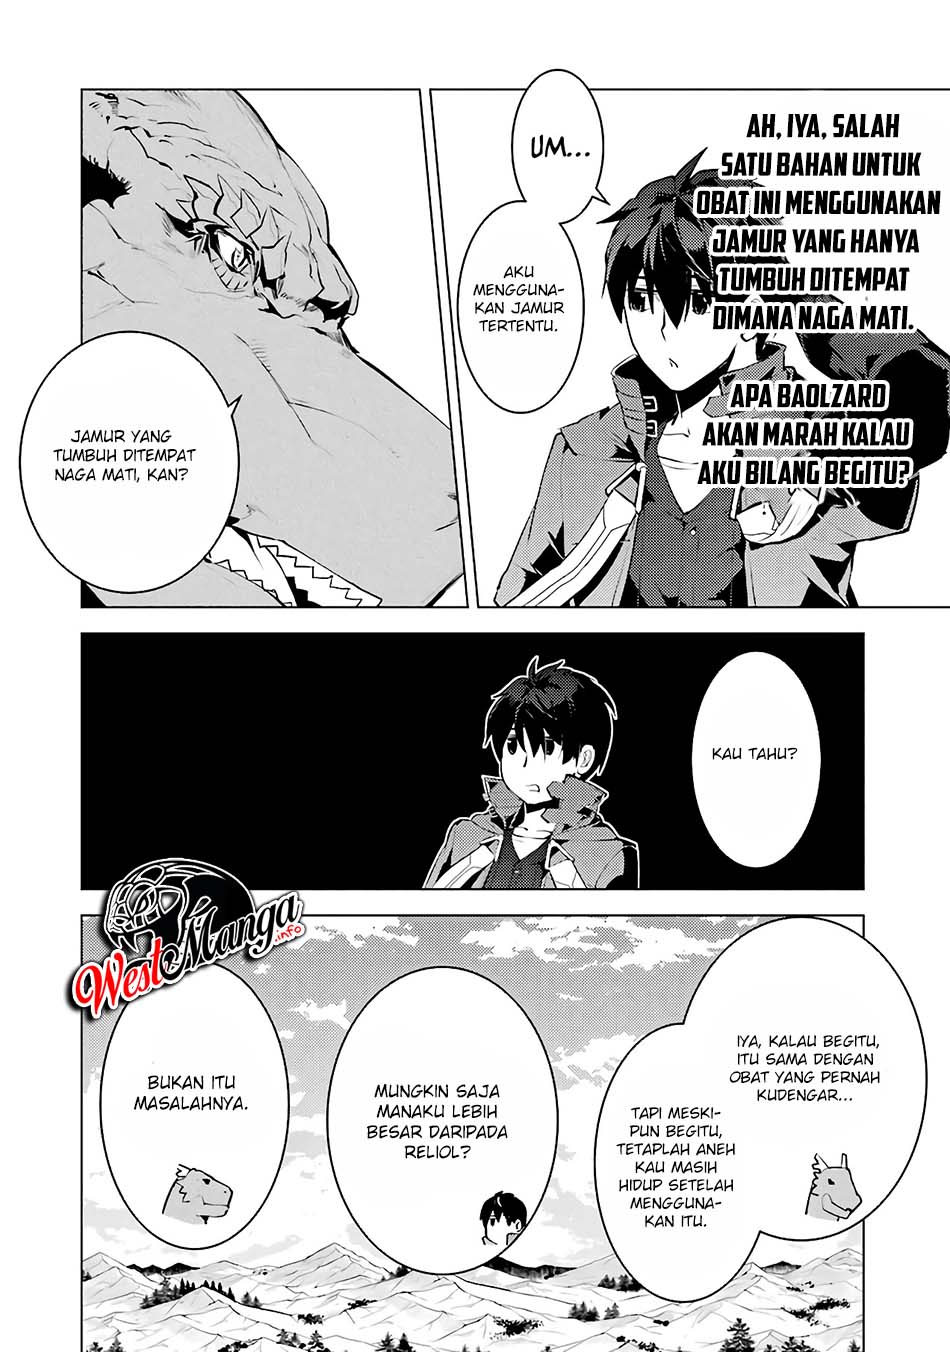 AH, IYA, SALAH
SATU BAHAN UNTUK
OBAT INI MENGGUNAKAN
JAMUR YANG HANYA
TUMBUH DITEMPAT
DIMANA NAGA MATI.
APA BAOLZARD
AKAN MARAH KALAU
AKU BILANG BEGITU?
UM...
AKU
MENGGUNA-
KAN JAMUR
TERTENTU.
JAMUR YANG
TUMBUH DITEMPAT
NAGA MATI, KAN?
KAU TAHU?
IYA, KALAU BEGITU,
ITU SAMA DENGAN
OBAT YANG PERNAH
KUDENGAR...
TAPI MESKI-
PUN BEGITU,
TETAPLAH ANEH
KAU MASIH
HIDUP SETELAH
MENGGUNA-
KAN ITU.
MUNGKIN SAJA
MANAKU LEBIH
BESAR DARIPADA
RELIOL?
BUKAN ITU
MASALAHNYA.
WestManga
.info